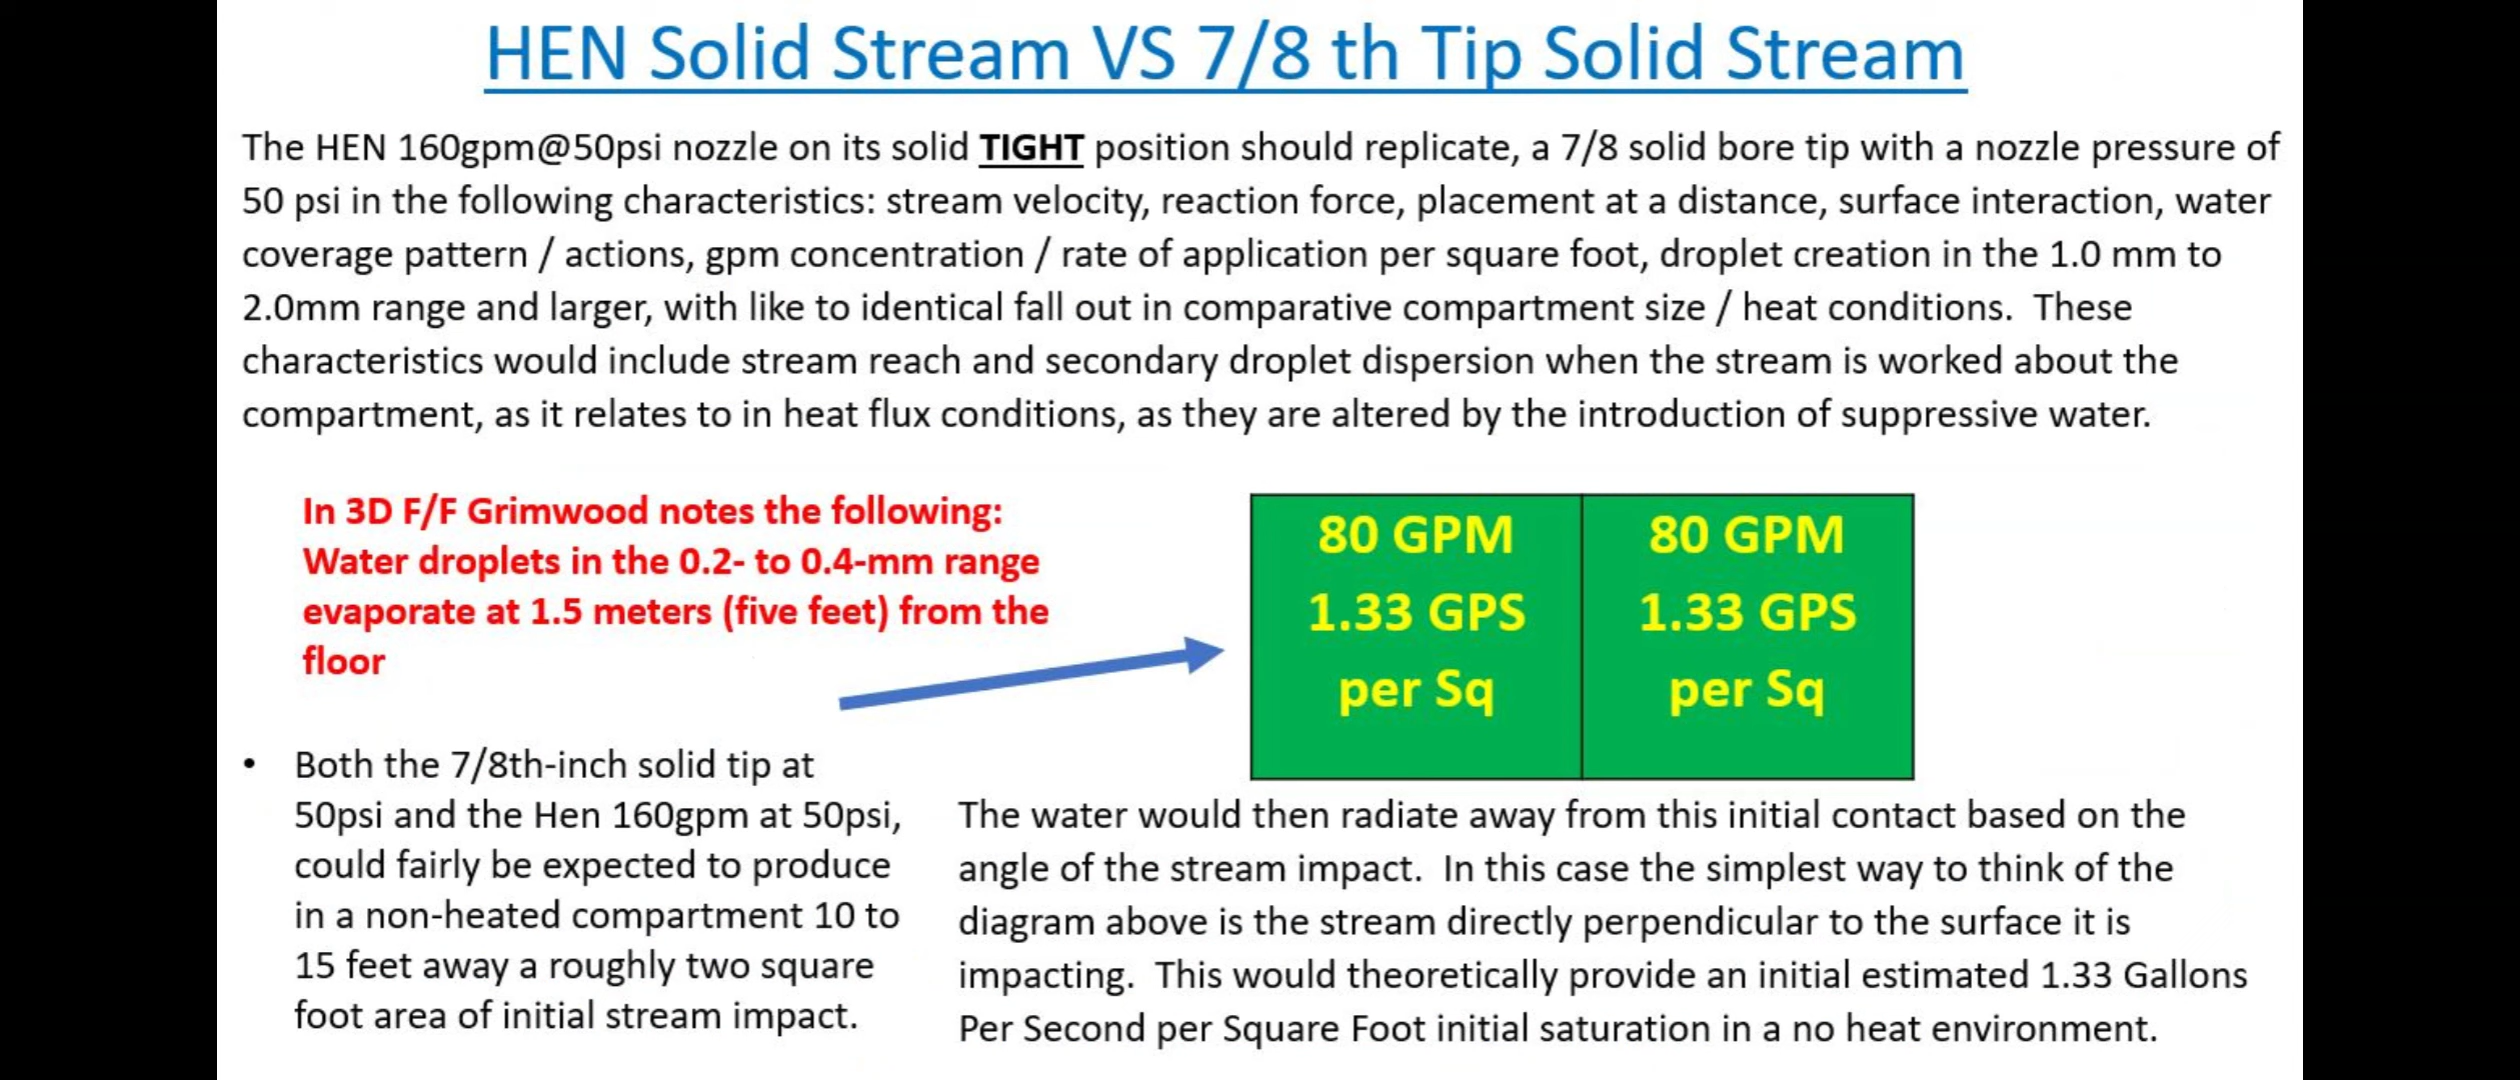 HEN Solid Stream VS 7/8 th Tip Solid Stream
The HEN 160gpm@50psi nozzle on its solid TIGHT position should replicate, a 7/8 solid bore tip with a nozzle pressure of
50 psi in the following characteristics: stream velocity, reaction force, placement at a distance, surface interaction, water
coverage pattern / actions, gpm concentration / rate of application per square foot, droplet creation in the 1.0 mm to
2.0mm range and larger, with like to identical fall out in comparative compartment size / heat conditions.  These
characteristics would include stream reach and secondary droplet dispersion when the stream is worked about the
compartment, as it relates to in heat flux conditions, as they are altered by the introduction of suppressive water.
In 3D F/F Grimwood notes the following:
Water droplets in the 0.2- to 0.4-mm range
evaporate at 1.5 meters (five feet) from the
floor
80 GPM
1.33 GPS
per Sq
80 GPM
1.33 GPS
per Sq
• Both the 7/8th-inch solid tip at
50psi and the Hen 160gpm at 50psi,
could fairly be expected to produce
in a non-heated compartment 10 to
15 feet away a roughly two square
foot area of initial stream impact.
The water would then radiate away from this initial contact based on the
angle of the stream impact.  In this case the simplest way to think of the
diagram above is the stream directly perpendicular to the surface it is
impacting.  This would theoretically provide an initial estimated 1.33 Gallons
Per Second per Square Foot initial saturation in a no heat environment.